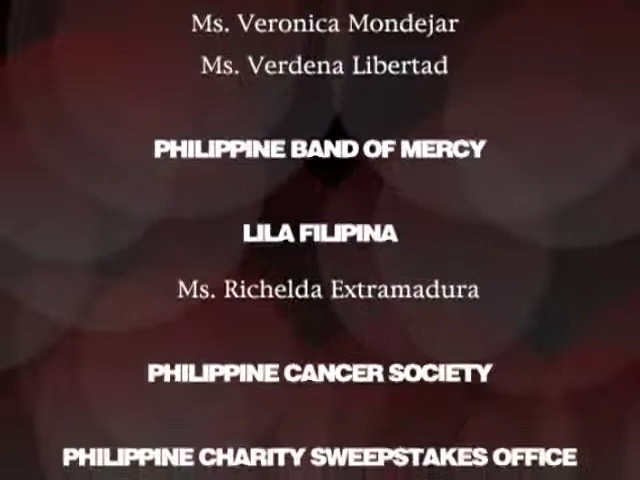 Ms. Veronica Mondejar
Ms. Verdena Libertad
PHILIPPINE BAND OF MERCY
LILA FILIPINA
Ms. Richelda Extramadura
PHILIPPINE CANCER SOCIETY
PHILIPPINE CHARITY SWEEPSTAKES OFFICE